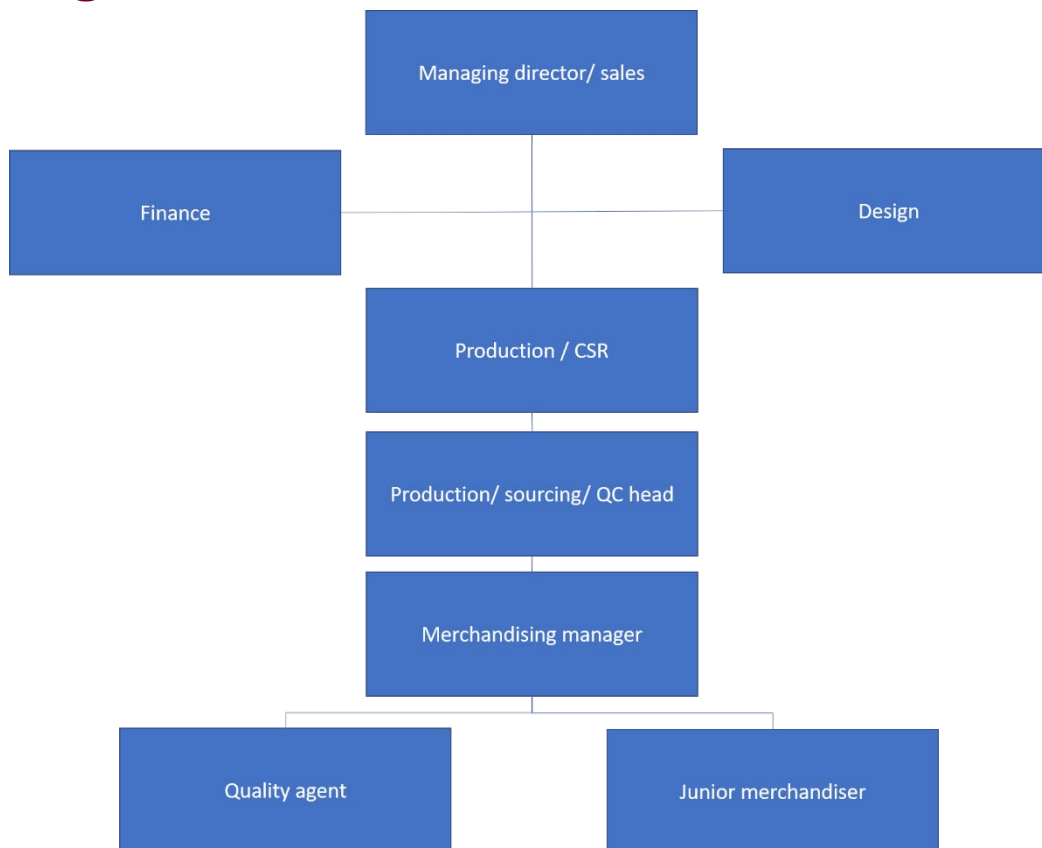 Managing director/ sales
Finance
Design
Production / CSR
Production/ sourcing/ QC head
Merchandising manager
Quality agent
Junior merchandiser